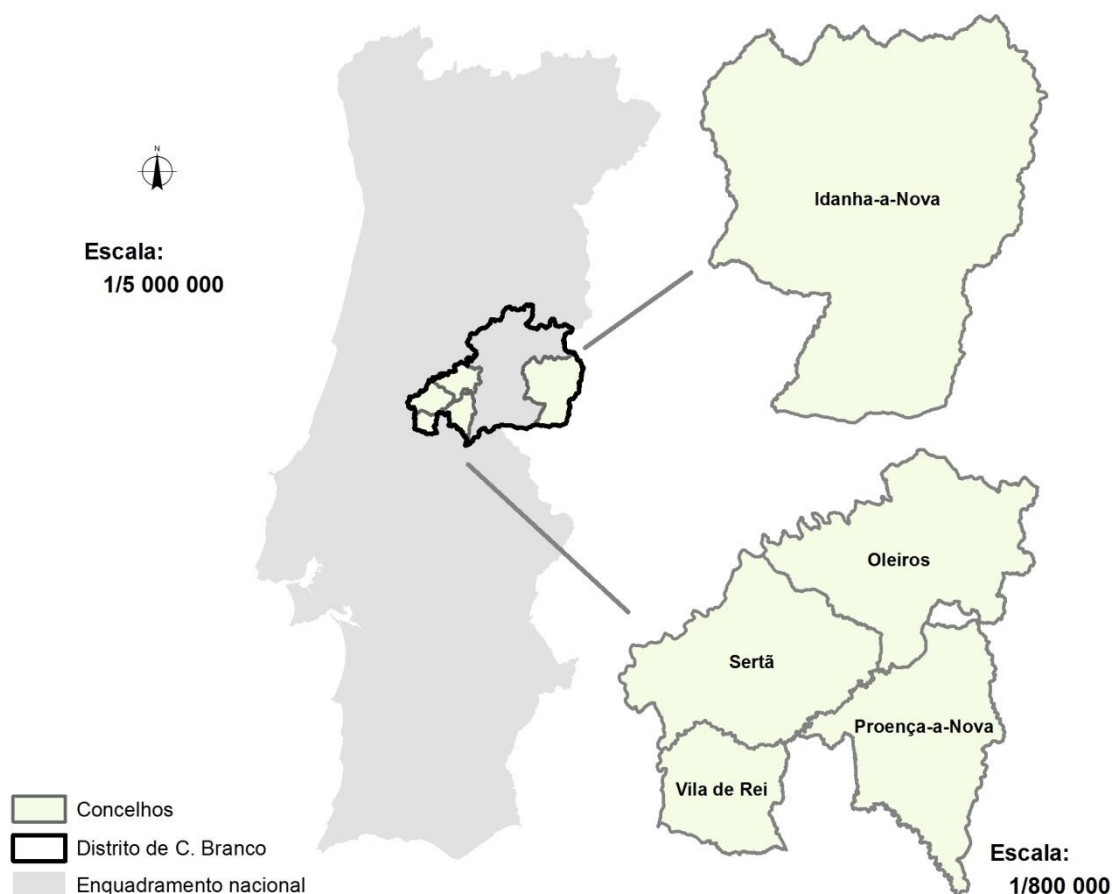 N
Escala:
1/5 000 000
Idanha-a-Nova
Oleiros
Sertã
Proença-a-Nova
Vila de Rei
Concelhos
Distrito de C. Branco
Enquadramento nacional
Escala:
1/800 000